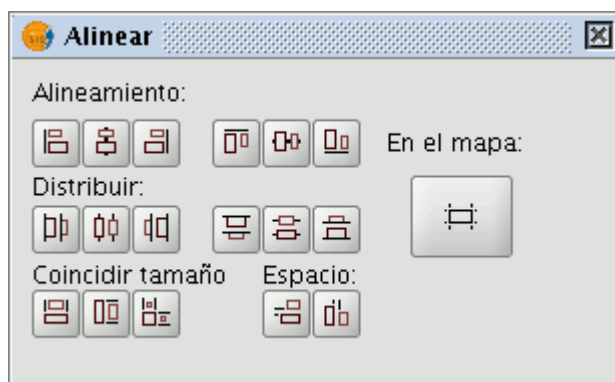 Alinear
Alineamiento:
En el mapa:
Distribuir:
Coincidir tamaño Espacio: